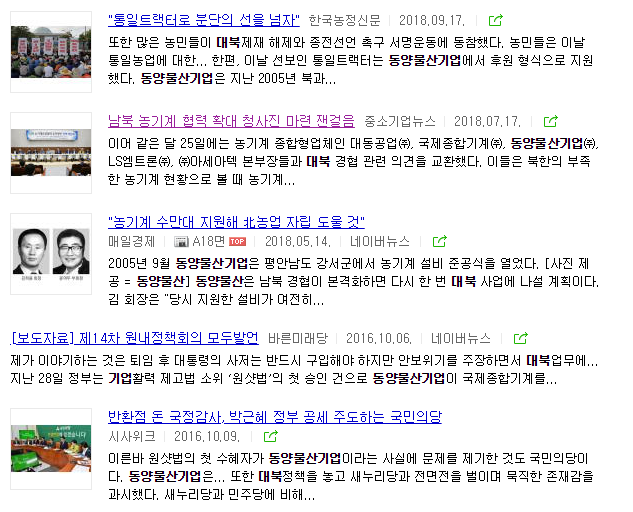 "통일트랙터로 분단의 선을 넘자" 한국농정신문 2018.09.17.
또한 많은 농민들이 대북제재 해제와 종전선언 촉구 서명운동에 동참했다. 농민들은 이날
통일농업에 대한... 한편, 이날 선보인 통일트랙터는 동양물산기업에서 후원 형식으로 지원
했다. 동양물산기업은 지난 2005년 북과...
남북 농기계 협력 확대 청사진 마련 잰걸음 중소기업뉴스 2018.07.17.
이어 같은 달 25일에는 농기계 종합형업체인 대동공업㈜, 국제종합기계㈜, 동양물산기업㈜,
LS엠트론㈜, ㈜아세아텍 본부장들과 대북 경협 관련 의견을 교환했다. 이들은 북한의 부족
한 농기계 현황으로 볼 때 농기계...
"농기계 수만대 지원해 北농업 자립 도울 것"
매일경제 A18면 TOP 2018.05.14. 네이버뉴스
2005년 9월 동양물산기업은 평안남도 강서군에서 농기계 설비 준공식을 열었다. [사진 제
공 = 동양물산] 동양물산은 남북 경협이 본격화하면 다시 한 번 대북 사업에 나설 계획이다.
김 회장은 "당시 지원한 설비가 여전히...
[보도자료] 제14차 원내정책회의 모두발언 바른미래당 2016.10.06. 네이버뉴스
제가 이야기하는 것은 퇴임 후 대통령의 사저는 반드시 구입해야 하지만 안보위기를 주장하면서 대북업무에...
지난 28일 정부는 기업활력 제고법 소위 '원샷법'의 첫 승인 건으로 동양물산기업이 국제종합기계를...
반환점 돈 국정감사, 박근혜 정부 공세 주도하는 국민의당
시사위크 2016.10.09.
이른바 원샷법의 첫 수혜자가 동양물산기업이라는 사실에 문제를 제기한 것도 국민의당이
다. 동양물산기업은... 또한 대북정책을 놓고 새누리당과 전면전을 벌이며 묵직한 존재감을
과시했다. 새누리당과 민주당에 비해...